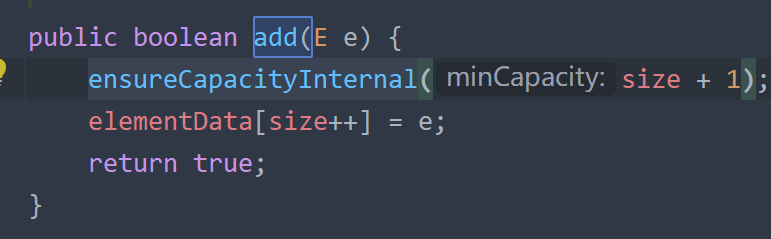 public boolean add(E e) {
ensureCapacityInternal( minCapacity: size + 1);
elementData[size++] = e;
return true;
}